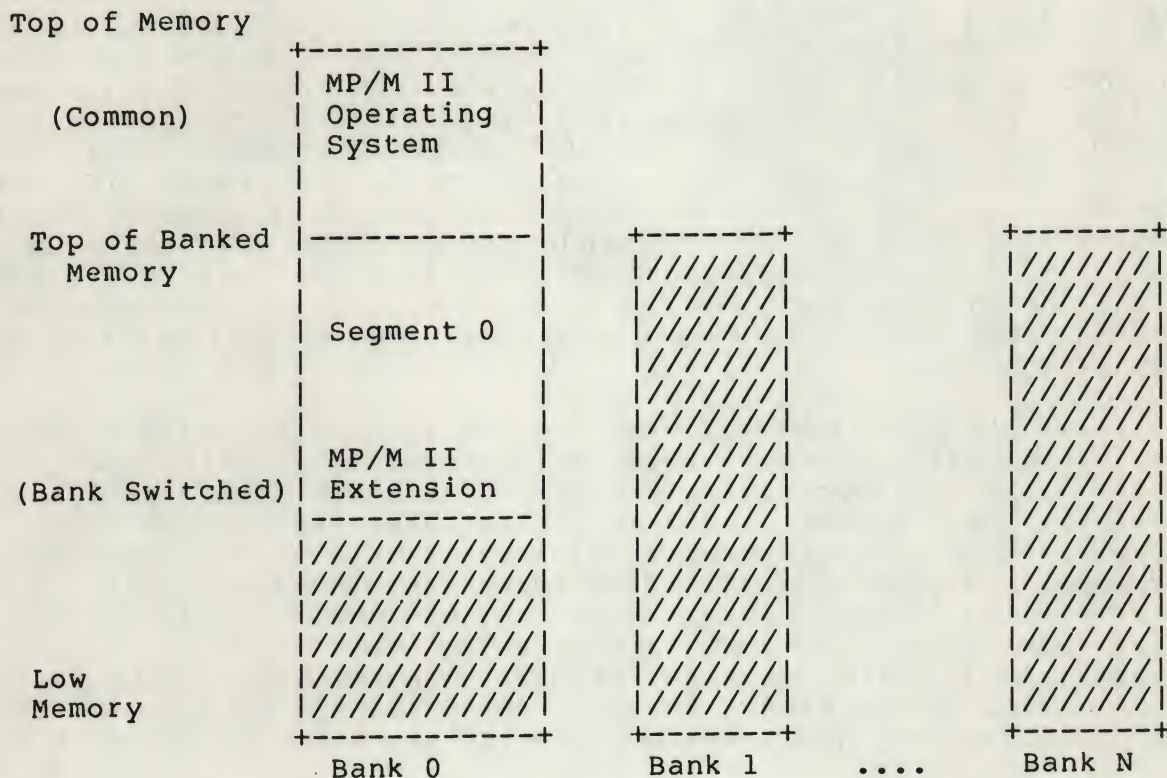 Top of Memory
+-------------+
| MP/M II |
(Common) | Operating |
| System |
| |
| |
Top of Banked |------------ | +-------+ +-------+
Memory | | |///////| |///////|
| | |///////| |///////|
| Segment 0 | |///////| |///////|
| | |///////| |///////|
| | |///////| |///////|
| | |///////| |///////|
| MP/M II | |///////| |///////|
(Bank Switched)| Extension | |///////| |///////|
|------------ | |///////| |///////|
|/////////////| |///////| |///////|
|/////////////| |///////| |///////|
|/////////////| |///////| |///////|
|/////////////| |///////| |///////|
Low |/////////////| |///////| |///////|
Memory |/////////////| |///////| |///////|
+-------------+ +-------+ +-------+
Bank 0 Bank 1 .... Bank N